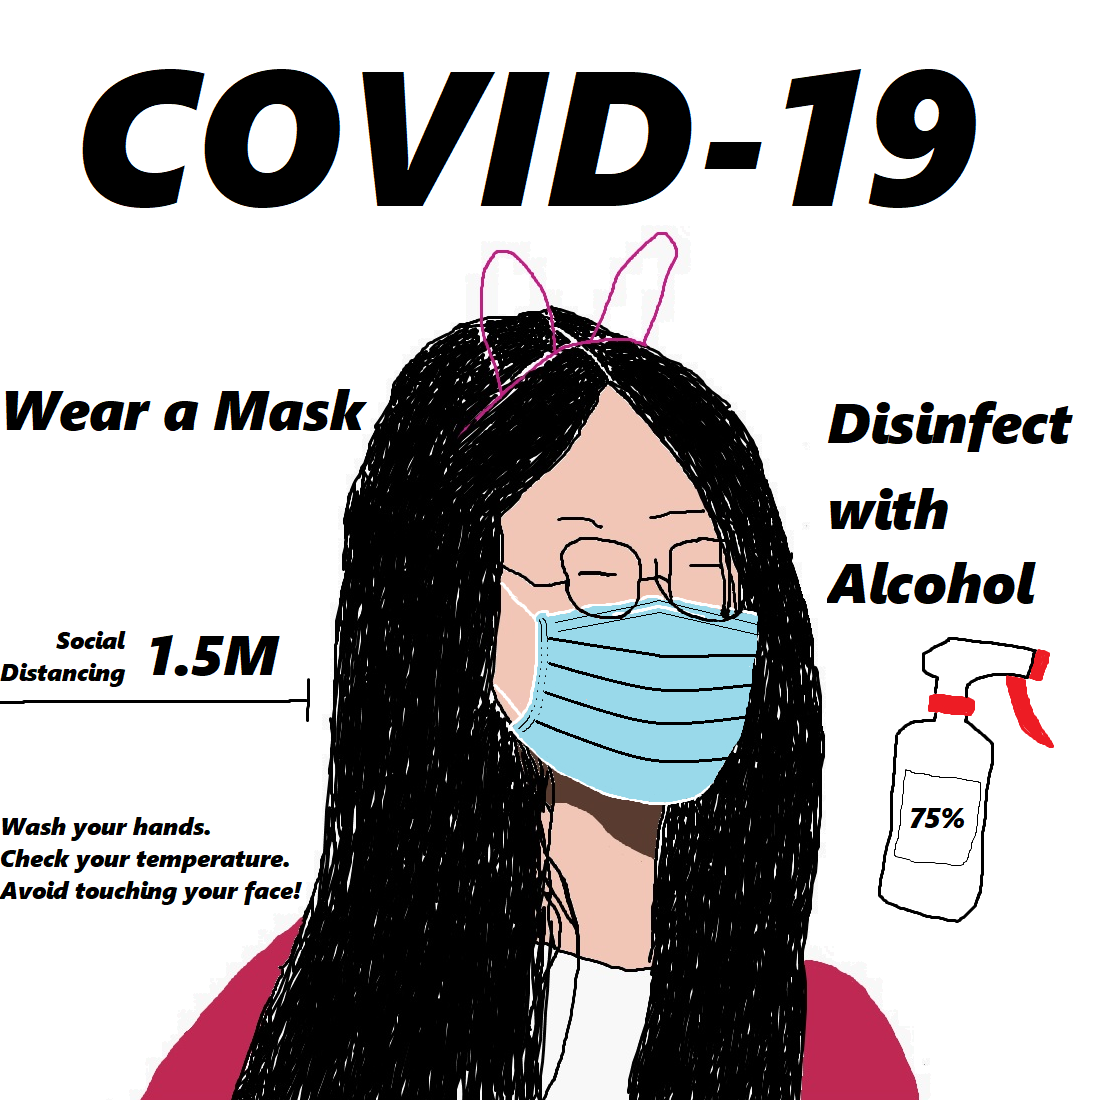 COVID-19
Wear a Mask
Disinfect
with
Alcohol
Social
Distancing
1.5M
75%
Wash your hands.
Check your temperature.
Avoid touching your face!